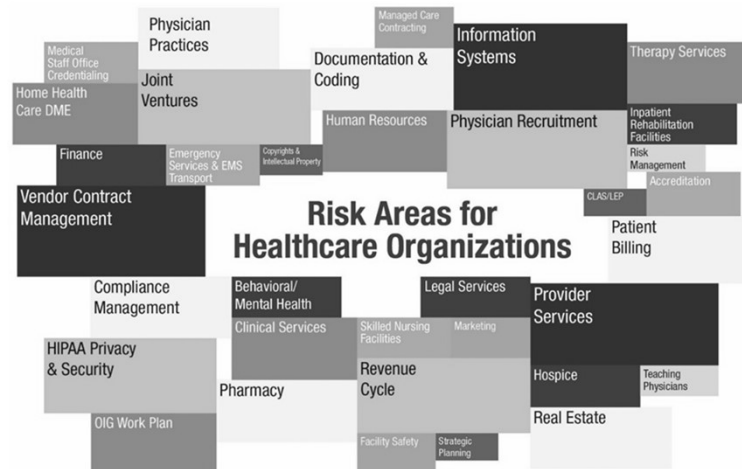 Physician
Practices
Managed Care
Contracting
Information
Systems
Medical
Staff Office
Credentialing
Joint
Ventures
Documentation &
Coding
Therapy Services
Home Health
Care DME
Human Resources
Physician Recruitment
Inpatient
Rehabilitation
Facilities
Finance
Emergency
Services & EMS
Transport
Copyrights &
Intellectual Property
Risk
Management
Accreditation
Vendor Contract
Management
CLAS/LEP
Patient
Billing
Risk Areas for
Healthcare Organizations
Compliance
Management
Behavioral/
Mental Health
Legal Services
Provider
Services
Clinical Services
Skilled Nursing
Facilities
Marketing
HIPAA Privacy
& Security
Pharmacy
Revenue
Cycle
Hospice
Teaching
Physicians
OIG Work Plan
Real Estate
Facility Safety
Strategic
Planning